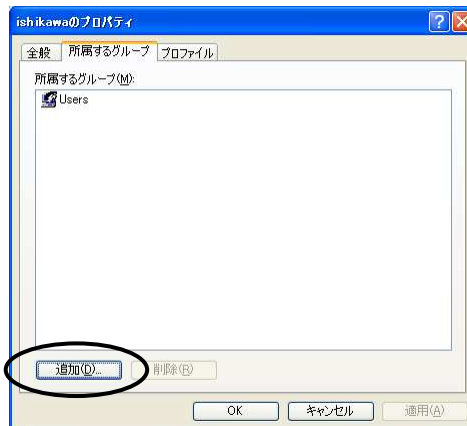 ishikawaのプロパティ
全般 所属するグループ プロファイル
所属するグループ(M):
Users
追加(D)... 削除(R)
OK キャンセル 適用(A)